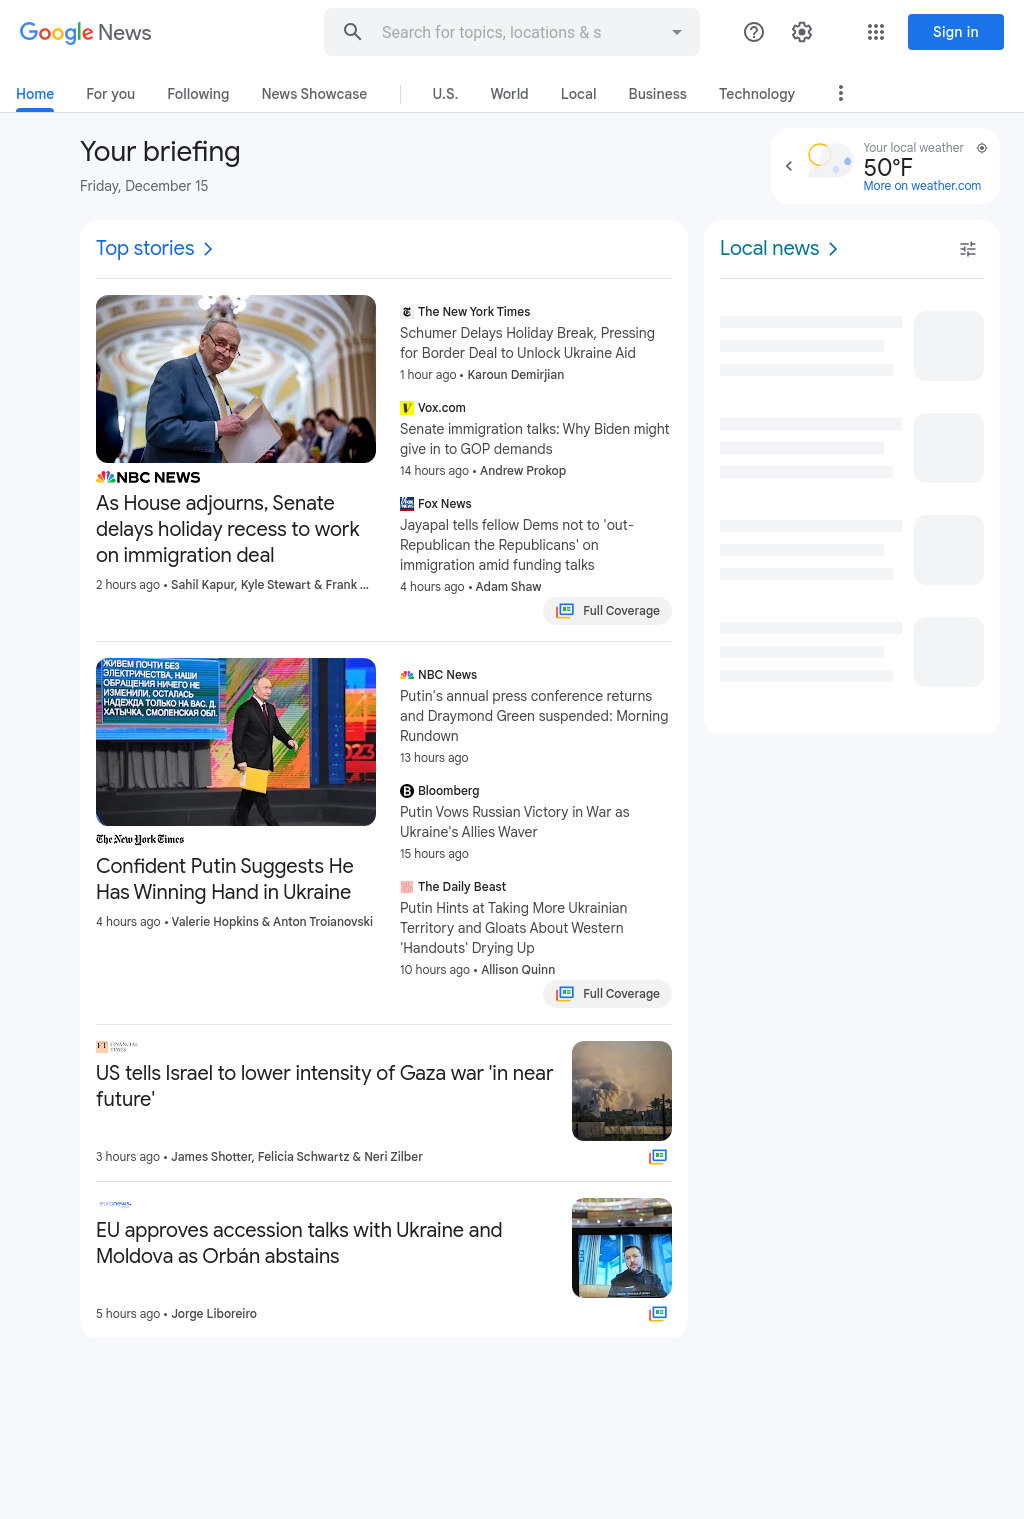 Google News
Search for topics, locations & s
Sign in
Home
For you
Following
News Showcase
U.S.
World
Local
Business
Technology
Your briefing
Friday, December 15
Your local weather
50°F
More on weather.com
Top stories
NBC NEWS
As House adjourns, Senate
delays holiday recess to work
on immigration deal
2 hours ago • Sahil Kapur, Kyle Stewart & Frank ...
The New York Times
Schumer Delays Holiday Break, Pressing
for Border Deal to Unlock Ukraine Aid
1 hour ago • Karoun Demirjian
Vox.com
Senate immigration talks: Why Biden might
give in to GOP demands
14 hours ago • Andrew Prokop
Fox News
Jayapal tells fellow Dems not to 'out-
Republican the Republicans' on
immigration amid funding talks
4 hours ago • Adam Shaw
Full Coverage
ЖИВЕМ ПОЧТИ БЕЗ
ЭЛЕКТРИЧЕСТВА, НАШИ
ОБРАЩЕНИЯ НИЧЕГО НЕ
ИЗМЕНИЛИ, ОСТАЛАСЬ
НАДЕЖДА ТОЛЬКО НА ВАС. Д.
ХАТЫЧКА, СМОЛЕНСКАЯ ОБЛ.
2023
The New York Times
Confident Putin Suggests He
Has Winning Hand in Ukraine
4 hours ago • Valerie Hopkins & Anton Troianovski
NBC News
Putin's annual press conference returns
and Draymond Green suspended: Morning
Rundown
13 hours ago
Bloomberg
Putin Vows Russian Victory in War as
Ukraine's Allies Waver
15 hours ago
The Daily Beast
Putin Hints at Taking More Ukrainian
Territory and Gloats About Western
'Handouts' Drying Up
10 hours ago • Allison Quinn
Full Coverage
FT FINANCIAL
TIMES
US tells Israel to lower intensity of Gaza war 'in near
future'
3 hours ago • James Shotter, Felicia Schwartz & Neri Zilber
euronews.
EU approves accession talks with Ukraine and
Moldova as Orbán abstains
5 hours ago • Jorge Liboreiro
Local news